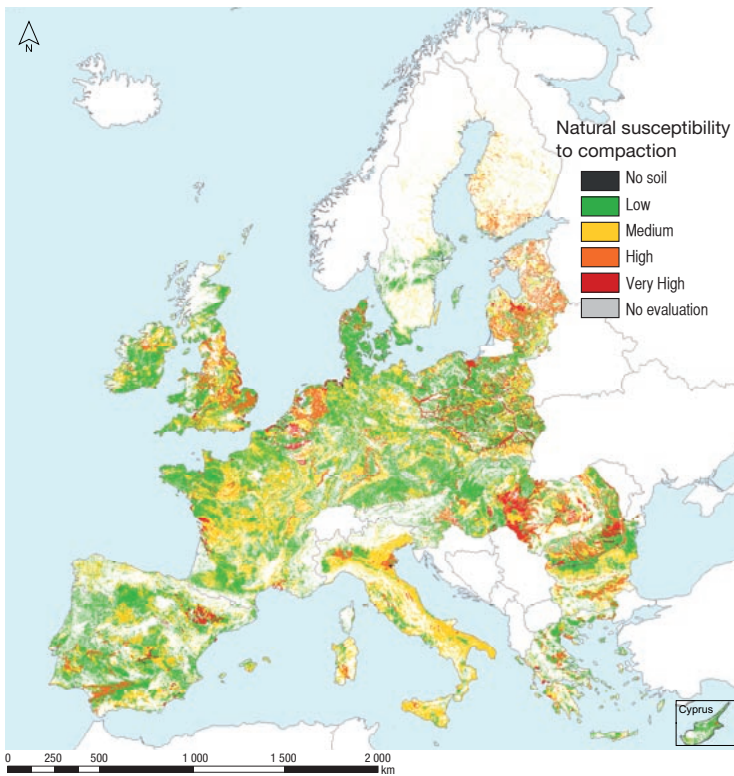 N
Natural susceptibility
to compaction
No soil
Low
Medium
High
Very High
No evaluation
Cyprus
0 250 500 1 000 1 500 2 000
km